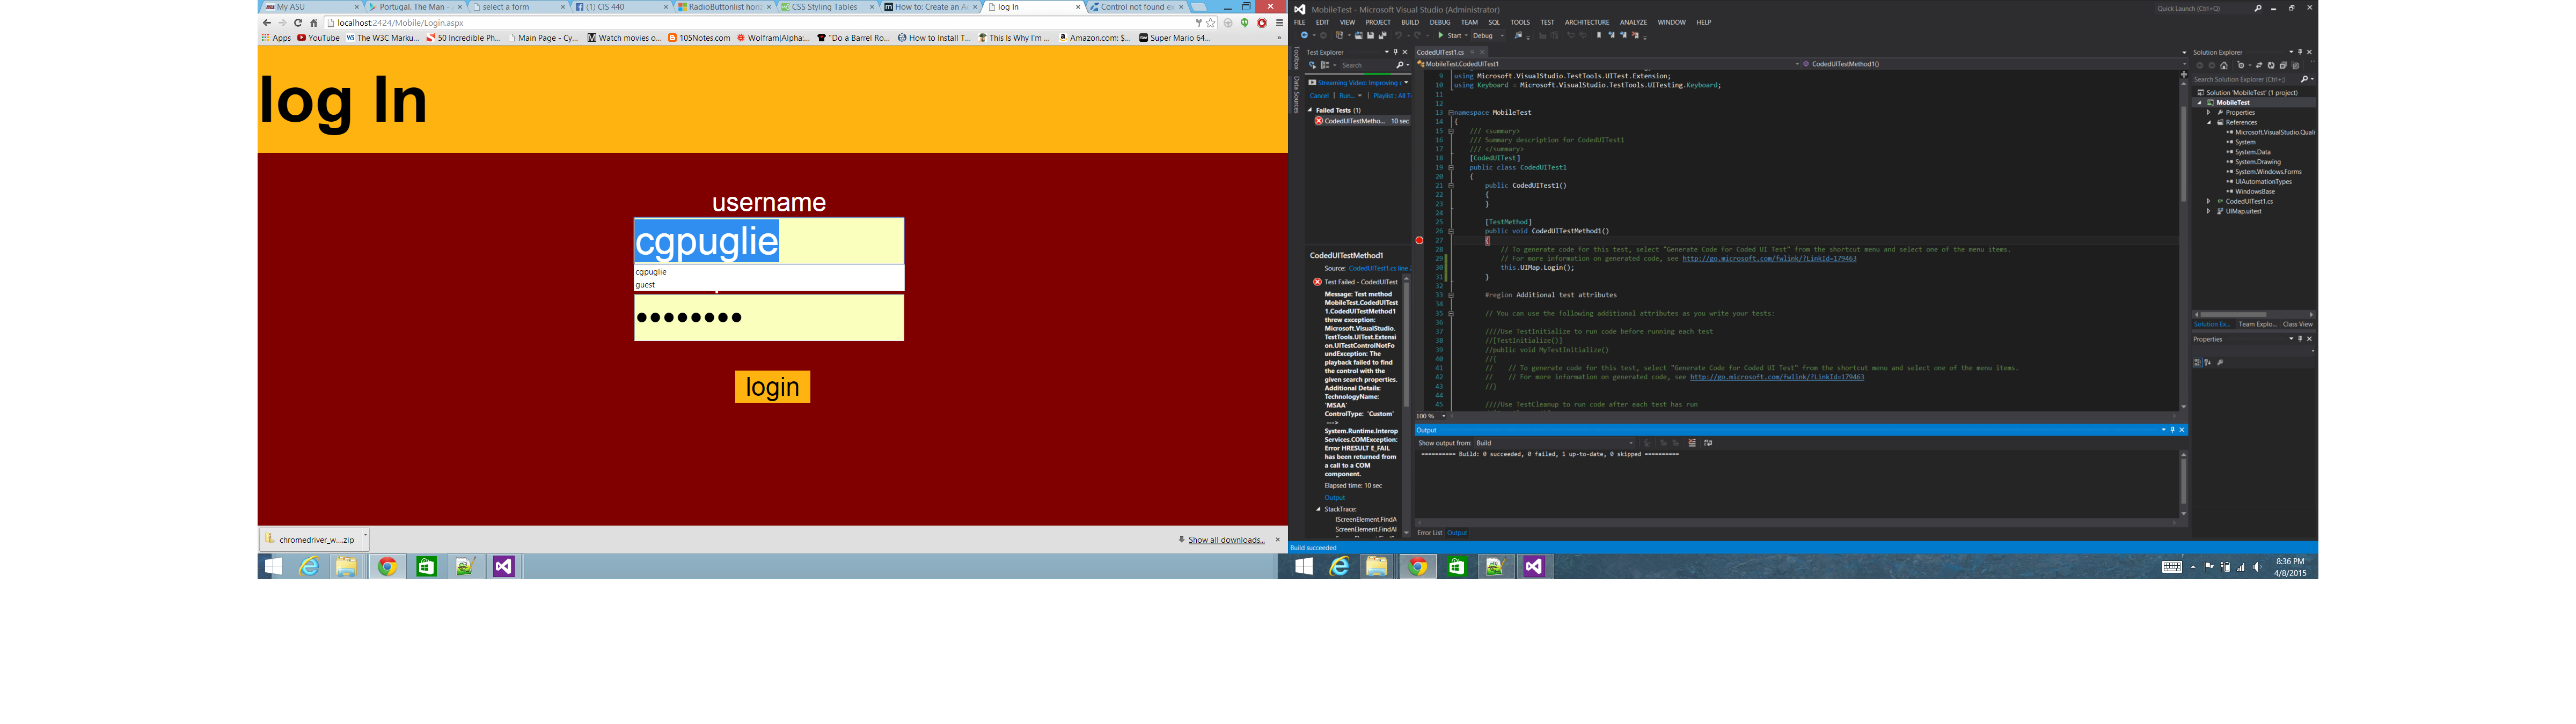 My ASU
Portugal. The Man -
select a form
(1) CIS 440
RadioButtonlist hori
CSS Styling Tables
How to: Create an A
log In
Control not found ex
localhost:2424/Mobile/Login.aspx
Apps
YouTube
The W3C Marku...
50 Incredible Ph...
Main Page - Cy...
Watch movies o...
105Notes.com
Wolfram|Alpha:...
"Do a Barrel Ro...
How to Install T...
This Is Why I'm ...
Amazon.com: $...
Super Mario 64...
log In
username
cgpuglie
cgpuglie
guest
login
chromedriver_w....zip
Show all downloads...
MobileTest - Microsoft Visual Studio (Administrator)
Quick Launch (Ctrl+Q)
FILE EDIT VIEW PROJECT BUILD DEBUG TEAM SQL TOOLS TEST ARCHITECTURE ANALYZE WINDOW HELP
Start
Debug
Toolbox
Data Sources
Test Explorer
Search
Streaming Video: Improving
Cancel | Run... | Playlist : All T
Failed Tests (1)
CodedUITestMetho... 10 sec
CodedUITestMethod1
Source: CodedUITest1.cs line
Test Failed - CodedUITest
Message: Test method
MobileTest.CodedUITest
1.CodedUITestMethod1
threw exception:
Microsoft.VisualStudio.
TestTools.UITest.Extensi
on.UITestControlNotFo
undException: The
playback failed to find
the control with the
given search properties.
Additional Details:
TechnologyName:
'MSAA'
ControlType: 'Custom'
--->
System.Runtime.Interop
Services.COMException:
Error HRESULT E_FAIL
has been returned from
a call to a COM
component.
Elapsed time: 10 sec
Output
StackTrace:
IScreenElement.FindA
ScreenElement.FindAl
CodedUITest1.cs
MobileTest.CodedUITest1
CodedUITestMethod1()
9 using Microsoft.VisualStudio.TestTools.UITest.Extension;
10 using Keyboard = Microsoft.VisualStudio.TestTools.UITesting.Keyboard;
11
12
13 namespace MobileTest
14 {
15 /// <summary>
16 /// Summary description for CodedUITest1
17 /// </summary>
18 [CodedUITest]
19 public class CodedUITest1
20 {
21 public CodedUITest1()
22 {
23 }
24
25 [TestMethod]
26 public void CodedUITestMethod1()
27 {
28 // To generate code for this test, select "Generate Code for Coded UI Test" from the shortcut menu and select one of the menu items.
29 // For more information on generated code, see http://go.microsoft.com/fwlink/?LinkId=179463
30 this.UIMap.Login();
31 }
32
33 #region Additional test attributes
34
35 // You can use the following additional attributes as you write your tests:
36
37 ////Use TestInitialize to run code before running each test
38 //[TestInitialize()]
39 //public void MyTestInitialize()
40 //{
41 // // To generate code for this test, select "Generate Code for Coded UI Test" from the shortcut menu and select one of the menu items.
42 // // For more information on generated code, see http://go.microsoft.com/fwlink/?LinkId=179463
43 //}
44
45 ////Use TestCleanup to run code after each test has run
100 %
Output
Show output from: Build
========== Build: 0 succeeded, 0 failed, 1 up-to-date, 0 skipped ==========
Error List Output
Build succeeded
Solution Explorer
Search Solution Explorer (Ctrl+;)
Solution 'MobileTest' (1 project)
MobileTest
Properties
References
Microsoft.VisualStudio.Quali
System
System.Data
System.Drawing
System.Windows.Forms
UIAutomationTypes
WindowsBase
CodedUITest1.cs
UIMap.uitest
Solution Ex... Team Explo... Class View
Properties
8:36 PM
4/8/2015